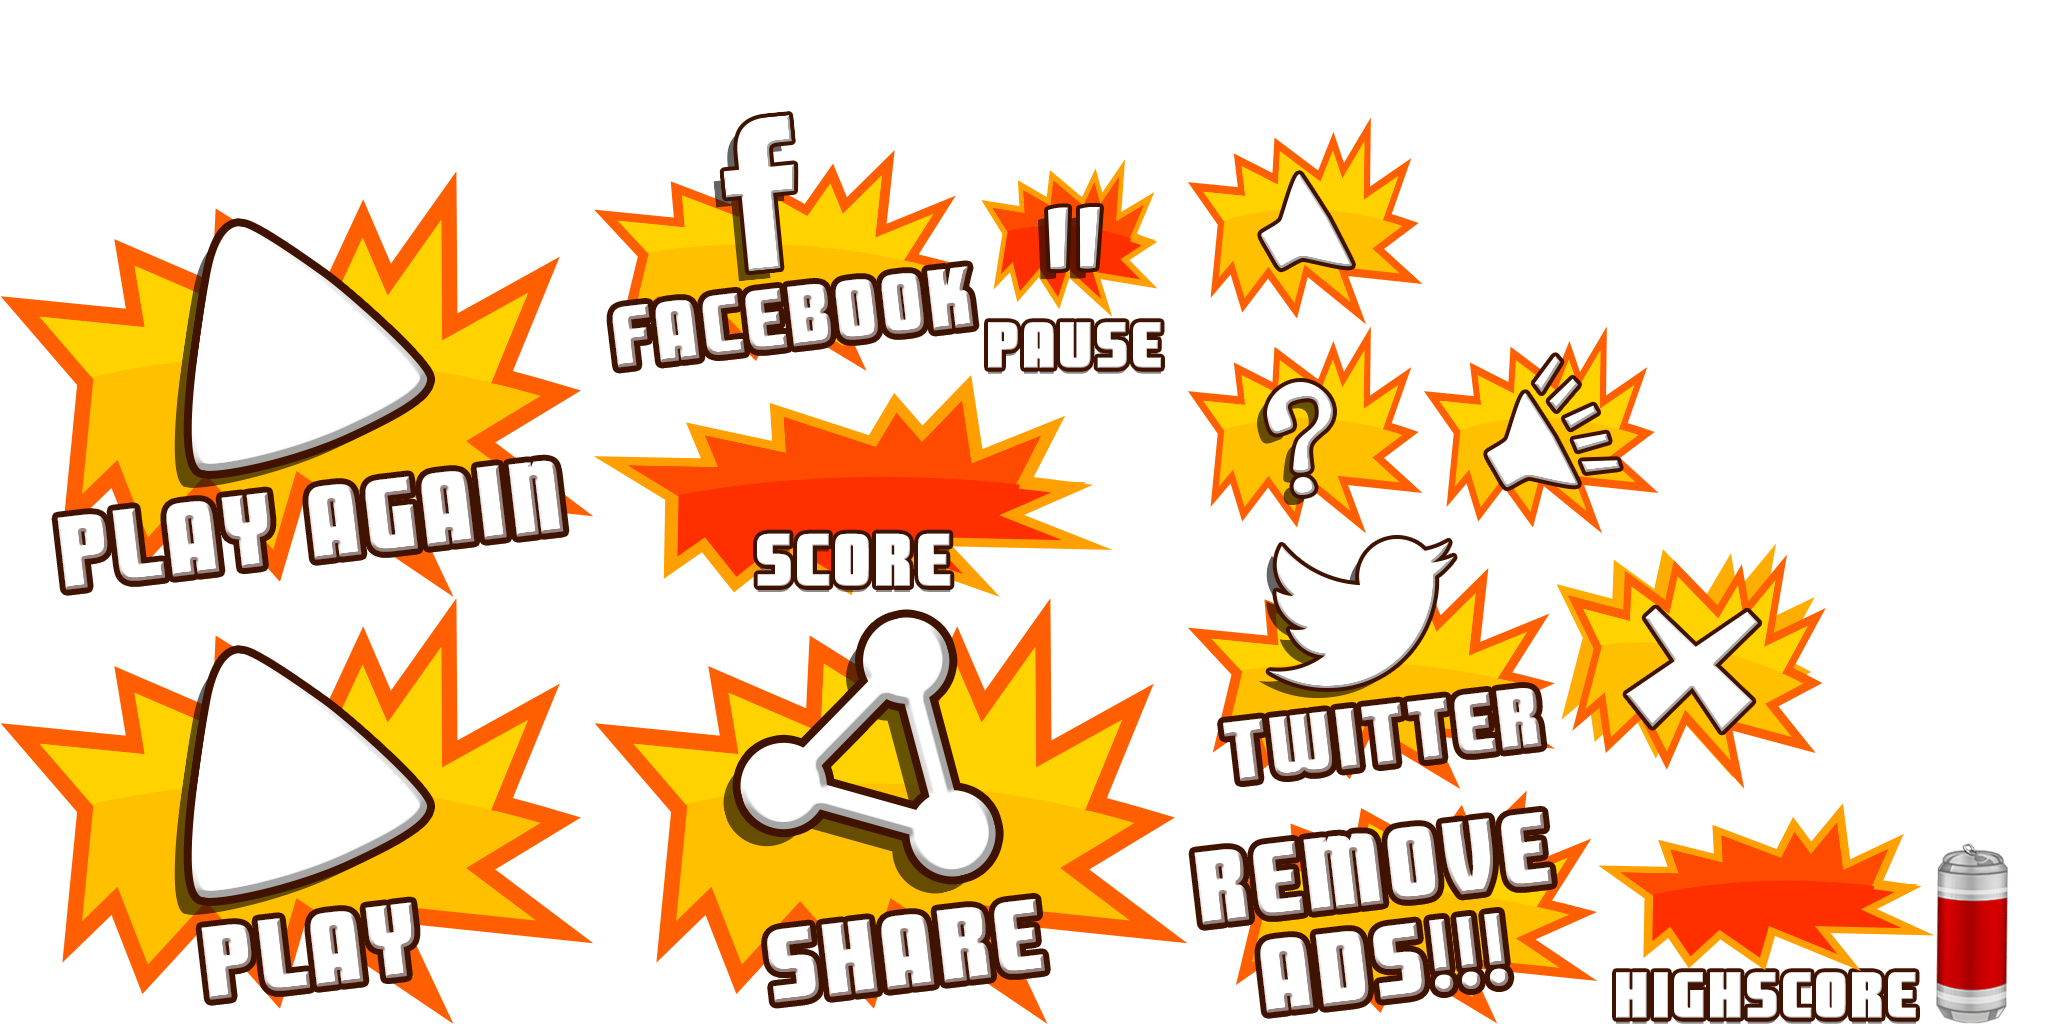 f
FACEBOOK
PAUSE
PLAY AGAIN
?
SCORE
TWITTER
PLAY
SHARE
REMOVE
ADS!!!
HIGHSCORE